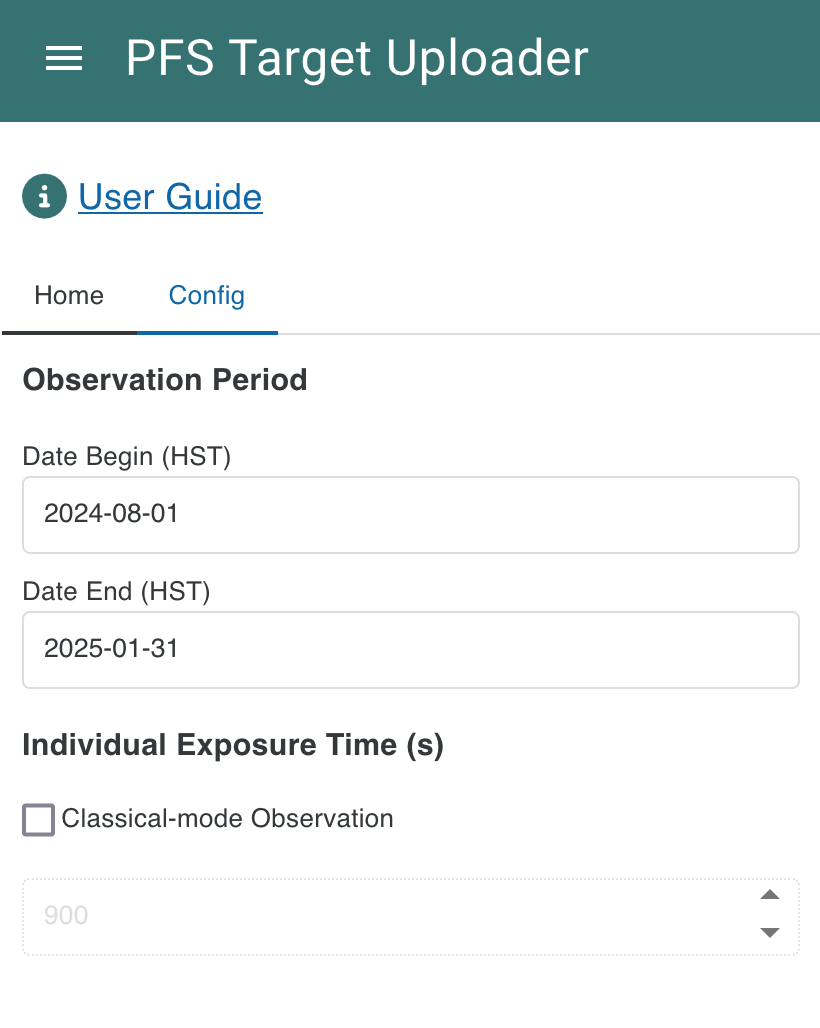 PFS Target Uploader
User Guide
Home Config
Observation Period
Date Begin (HST)
2024-08-01
Date End (HST)
2025-01-31
Individual Exposure Time (s)
Classical-mode Observation
900